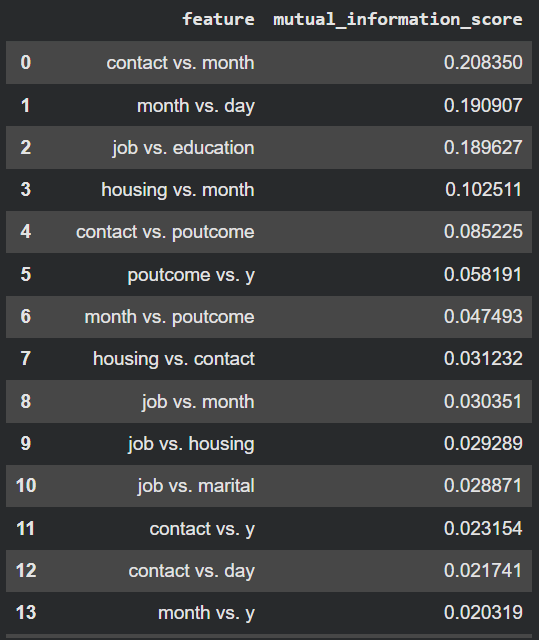 feature mutual_information_score
0 contact vs. month 0.208350
1 month vs. day 0.190907
2 job vs. education 0.189627
3 housing vs. month 0.102511
4 contact vs. poutcome 0.085225
5 poutcome vs. y 0.058191
6 month vs. poutcome 0.047493
7 housing vs. contact 0.031232
8 job vs. month 0.030351
9 job vs. housing 0.029289
10 job vs. marital 0.028871
11 contact vs. y 0.023154
12 contact vs. day 0.021741
13 month vs. y 0.020319